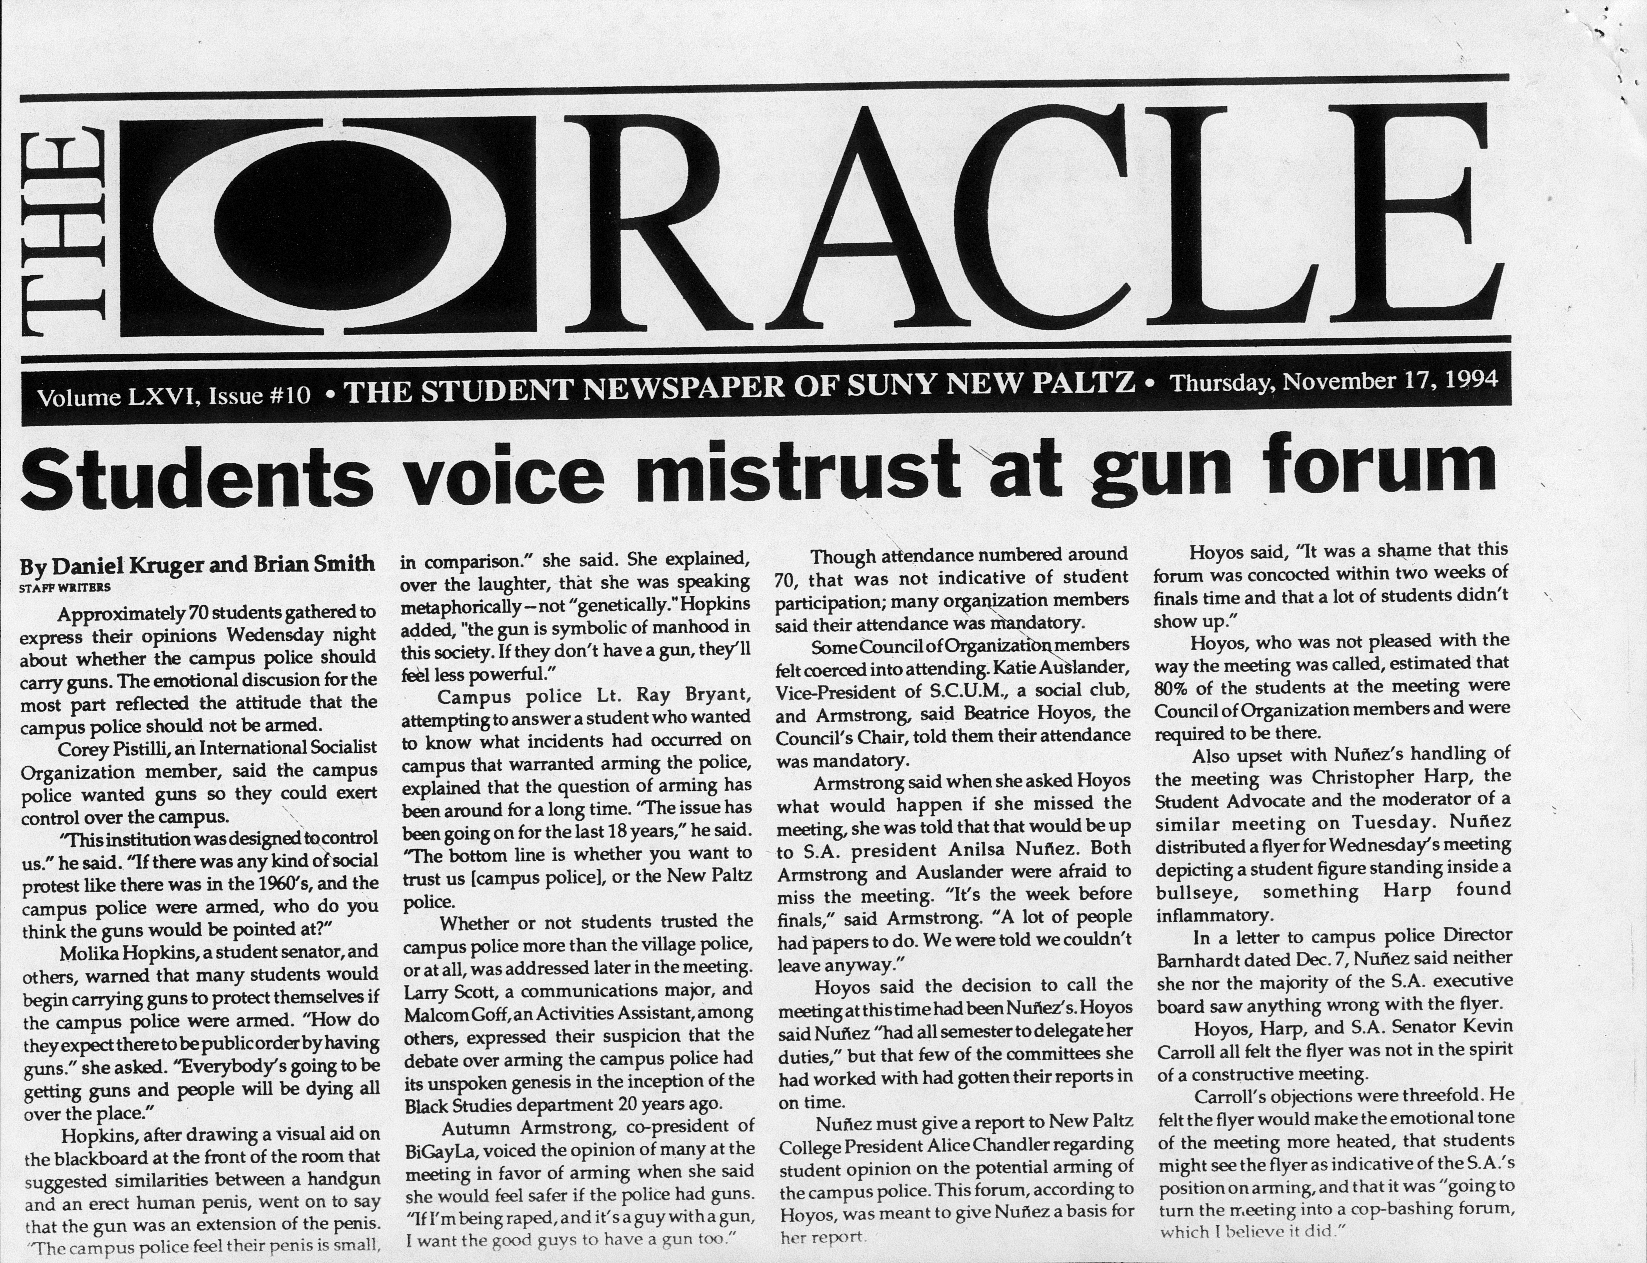 THE ORACLE
Volume LXVI, Issue #10 • THE STUDENT NEWSPAPER OF SUNY NEW PALTZ • Thursday, November 17, 1994
Students voice mistrust at gun forum
By Daniel Kruger and Brian Smith
STAFF WRITERS
Approximately 70 students gathered to
express their opinions Wedensday night
about whether the campus police should
carry guns. The emotional discusion for the
most part reflected the attitude that the
campus police should not be armed.
Corey Pistilli, an International Socialist
Organization member, said the campus
police wanted guns so they could exert
control over the campus.
"This institution was designed to control
us." he said. "If there was any kind of social
protest like there was in the 1960's, and the
campus police were armed, who do you
think the guns would be pointed at?"
Molika Hopkins, a student senator, and
others, warned that many students would
begin carrying guns to protect themselves if
the campus police were armed. "How do
they expect there to be public order by having
guns." she asked. "Everybody's going to be
getting guns and people will be dying all
over the place."
Hopkins, after drawing a visual aid on
the blackboard at the front of the room that
suggested similarities between a handgun
and an erect human penis, went on to say
that the gun was an extension of the penis.
"The campus police feel their penis is small,
in comparison." she said. She explained,
over the laughter, that she was speaking
metaphorically – not "genetically." Hopkins
added, "the gun is symbolic of manhood in
this society. If they don't have a gun, they'll
feel less powerful."
Campus police Lt. Ray Bryant,
attempting to answer a student who wanted
to know what incidents had occurred on
campus that warranted arming the police,
explained that the question of arming has
been around for a long time. "The issue has
been going on for the last 18 years," he said.
"The bottom line is whether you want to
trust us [campus police], or the New Paltz
police.
Whether or not students trusted the
campus police more than the village police,
or at all, was addressed later in the meeting.
Larry Scott, a communications major, and
Malcom Goff, an Activities Assistant, among
others, expressed their suspicion that the
debate over arming the campus police had
its unspoken genesis in the inception of the
Black Studies department 20 years ago.
Autumn Armstrong, co-president of
BiGayLa, voiced the opinion of many at the
meeting in favor of arming when she said
she would feel safer if the police had guns.
"If I'm being raped, and it's a guy with a gun,
I want the good guys to have a gun too."
Though attendance numbered around
70, that was not indicative of student
participation; many organization members
said their attendance was mandatory.
Some Council of Organization members
felt coerced into attending. Katie Auslander,
Vice-President of S.C.U.M., a social club,
and Armstrong, said Beatrice Hoyos, the
Council's Chair, told them their attendance
was mandatory.
Armstrong said when she asked Hoyos
what would happen if she missed the
meeting, she was told that that would be up
to S.A. president Anilsa Nuñez. Both
Armstrong and Auslander were afraid to
miss the meeting. "It's the week before
finals," said Armstrong. "A lot of people
had papers to do. We were told we couldn't
leave anyway."
Hoyos said the decision to call the
meeting at this time had been Nuñez's. Hoyos
said Nuñez "had all semester to delegate her
duties," but that few of the committees she
had worked with had gotten their reports in
on time.
Nuñez must give a report to New Paltz
College President Alice Chandler regarding
student opinion on the potential arming of
the campus police. This forum, according to
Hoyos, was meant to give Nuñez a basis for
her report.
Hoyos said, "It was a shame that this
forum was concocted within two weeks of
finals time and that a lot of students didn't
show up."
Hoyos, who was not pleased with the
way the meeting was called, estimated that
80% of the students at the meeting were
Council of Organization members and were
required to be there.
Also upset with Nuñez's handling of
the meeting was Christopher Harp, the
Student Advocate and the moderator of a
similar meeting on Tuesday. Nuñez
distributed a flyer for Wednesday's meeting
depicting a student figure standing inside a
bullseye, something Harp found
inflammatory.
In a letter to campus police Director
Barnhardt dated Dec. 7, Nuñez said neither
she nor the majority of the S.A. executive
board saw anything wrong with the flyer.
Hoyos, Harp, and S.A. Senator Kevin
Carroll all felt the flyer was not in the spirit
of a constructive meeting.
Carroll's objections were threefold. He
felt the flyer would make the emotional tone
of the meeting more heated, that students
might see the flyer as indicative of the S.A.'s
position on arming, and that it was "going to
turn the meeting into a cop-bashing forum,
which I believe it did."